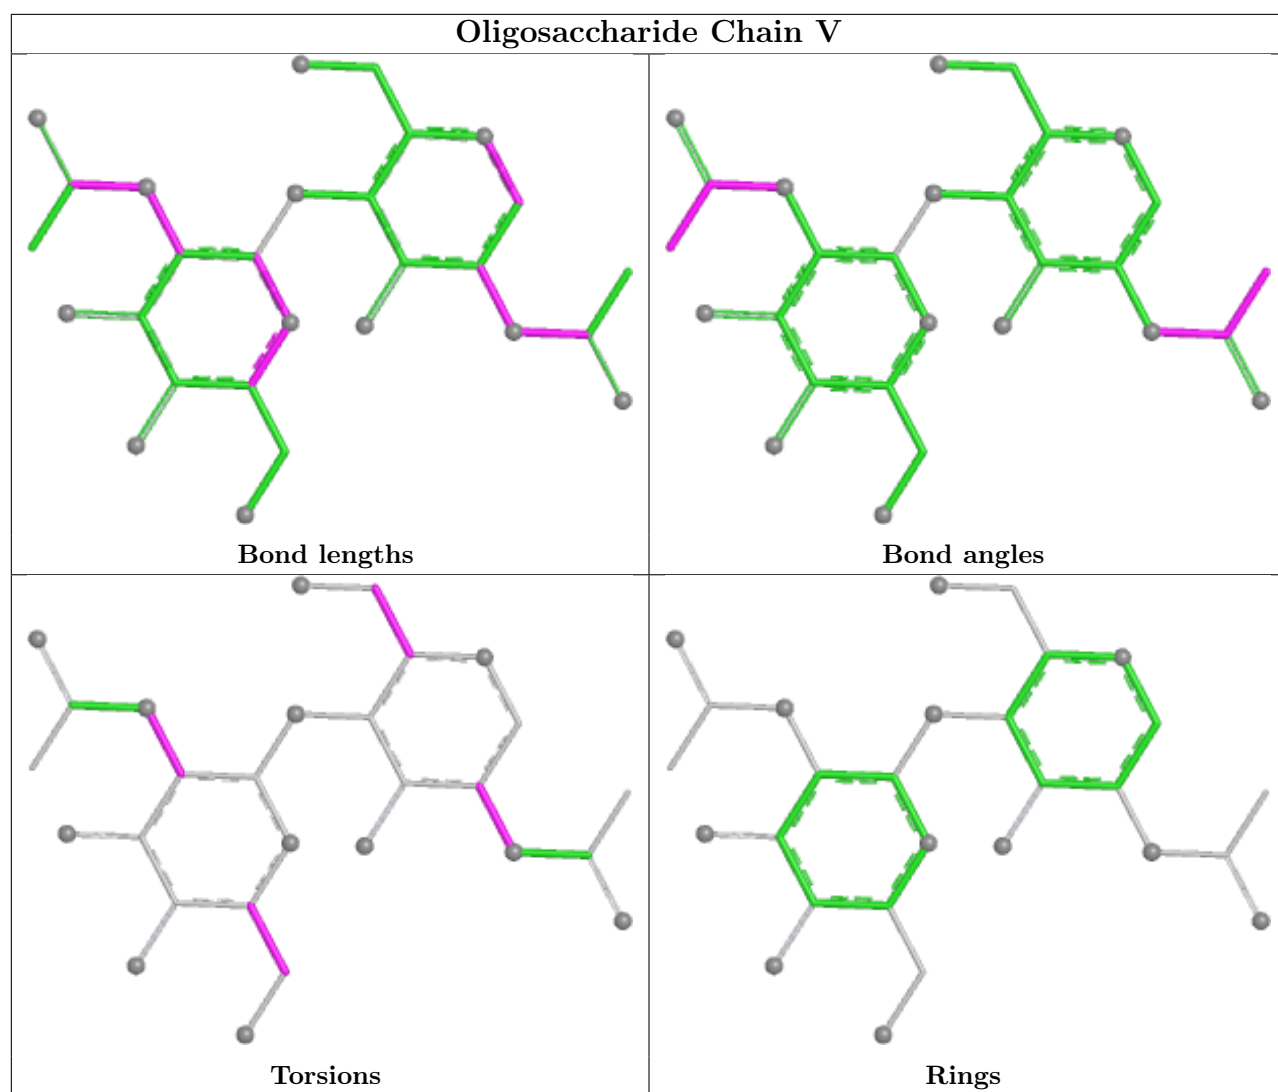 Oligosaccharide Chain V
Bond lengths
Bond angles
Torsions
Rings